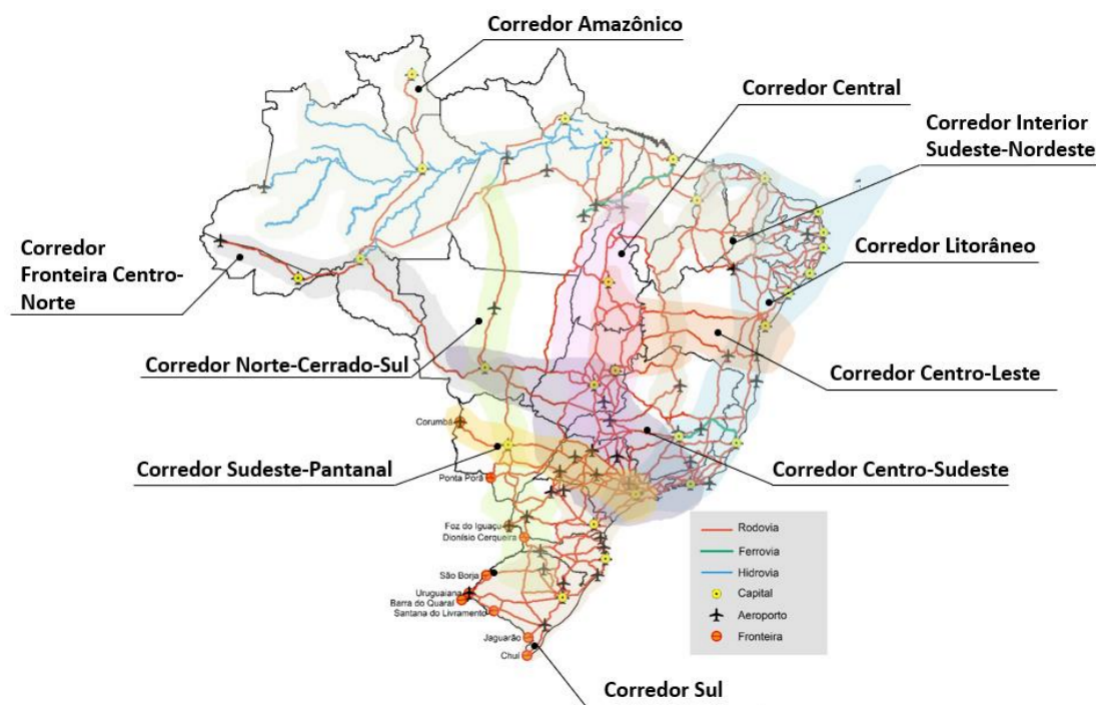 Corredor Amazônico
Corredor Central
Corredor Interior
Sudeste-Nordeste
Corredor Litorâneo
Corredor
Fronteira Centro-
Norte
Corredor Norte-Cerrado-Sul
Corredor Centro-Leste
Corumbá
Corredor Sudeste-Pantanal
Corredor Centro-Sudeste
Ponta Porã
Foz do Iguaçu
Dionísio Cerqueira
São Borja
Uruguaiana
Barra do Quaraí
Santana do Livramento
Jaguarão
Chuí
Corredor Sul
Rodovia
Ferrovia
Hidrovia
Capital
Aeroporto
Fronteira